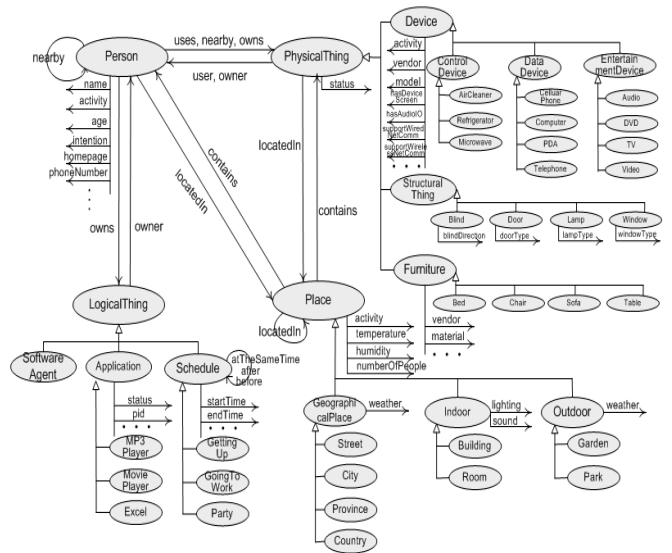 nearby
Person
uses, nearby, owns
user, owner
PhysicalThing
status
name
activity
age
intention
homepage
phoneNumber
owns
owner
locatedIn
contains
locatedIn
contains
Device
activity
vendor
model
hasDevice
Screen
hasAudioIO
supportWired
NetComm
supportWirele
ssNetComm
Control
Device
AirCleaner
Refrigerator
Microwave
Data
Device
Celluar
Phone
Computer
PDA
Telephone
Entertain
mentDevice
Audio
DVD
TV
Video
Structural
Thing
Blind
blindDirection
Door
doorType
Lamp
lampType
Window
windowType
Furniture
vendor
material
Bed
Chair
Sofa
Table
LogicalThing
Software
Agent
Application
status
pid
MP3
Player
Movie
Player
Excel
Schedule
atTheSameTime
after
before
startTime
endTime
Getting
Up
GoingTo
Work
Party
Place
locatedIn
activity
temperature
humidity
numberOfPeople
Geographi
calPlace
weather
Street
City
Province
Country
Indoor
lighting
sound
Building
Room
Outdoor
weather
Garden
Park